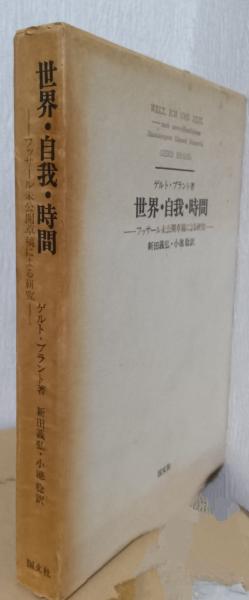 世界・自我・時間
――フッサール未公開草稿による研究――
ゲルト・ブラント著
新田義弘・小池稔訳
国文社
WELT, ICH UND ZEIT
GERD BRAND
ゲルト・ブラント著
世界・自我・時間
――フッサール未公開草稿による研究――
新田義弘・小池稔訳
国文社